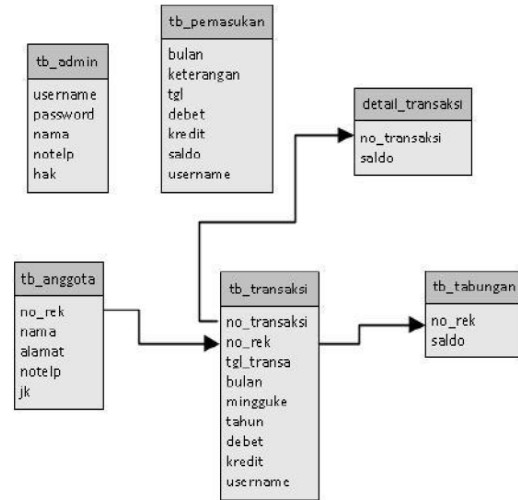 tb_admin
username
password
nama
notelp
hak
tb_pemasukan
bulan
keterangan
tgl
debet
kredit
saldo
username
detail_transaksi
no_transaksi
saldo
tb_anggota
no_rek
nama
alamat
notelp
jk
tb_transaksi
no_transaksi
no_rek
tgl_transa
bulan
mingguke
tahun
debet
kredit
username
tb_tabungan
no_rek
saldo